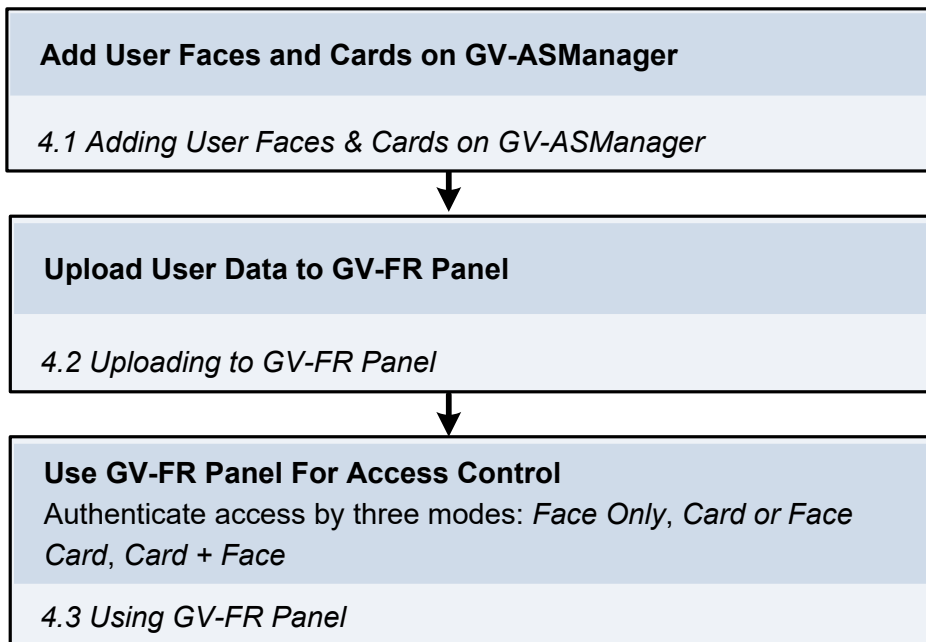 Add User Faces and Cards on GV-ASManager
4.1 Adding User Faces & Cards on GV-ASManager
Upload User Data to GV-FR Panel
4.2 Uploading to GV-FR Panel
Use GV-FR Panel For Access Control
Authenticate access by three modes: Face Only, Card or Face
Card, Card + Face
4.3 Using GV-FR Panel